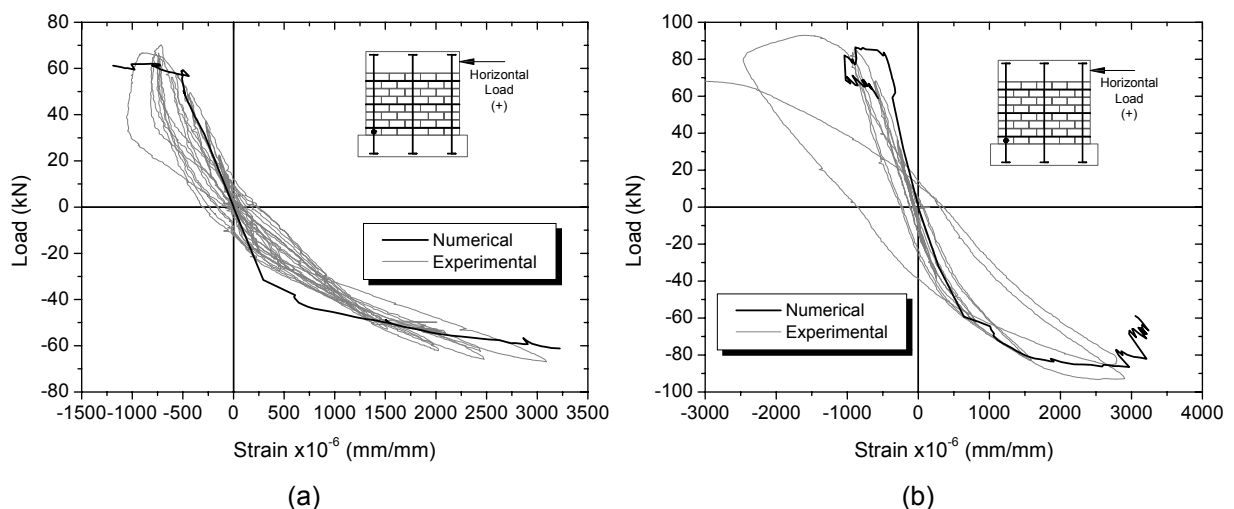 80
60
40
20
0
-20
-40
-60
-80
Load (kN)
-1500 -1000 -500 0 500 1000 1500 2000 2500 3000 3500
Strain x10-6 (mm/mm)
Horizontal
Load
(+)
Numerical
Experimental
(a)
100
80
60
40
20
0
-20
-40
-60
-80
-100
Load (kN)
-3000 -2000 -1000 0 1000 2000 3000 4000
Strain x10-6 (mm/mm)
Horizontal
Load
(+)
Numerical
Experimental
(b)